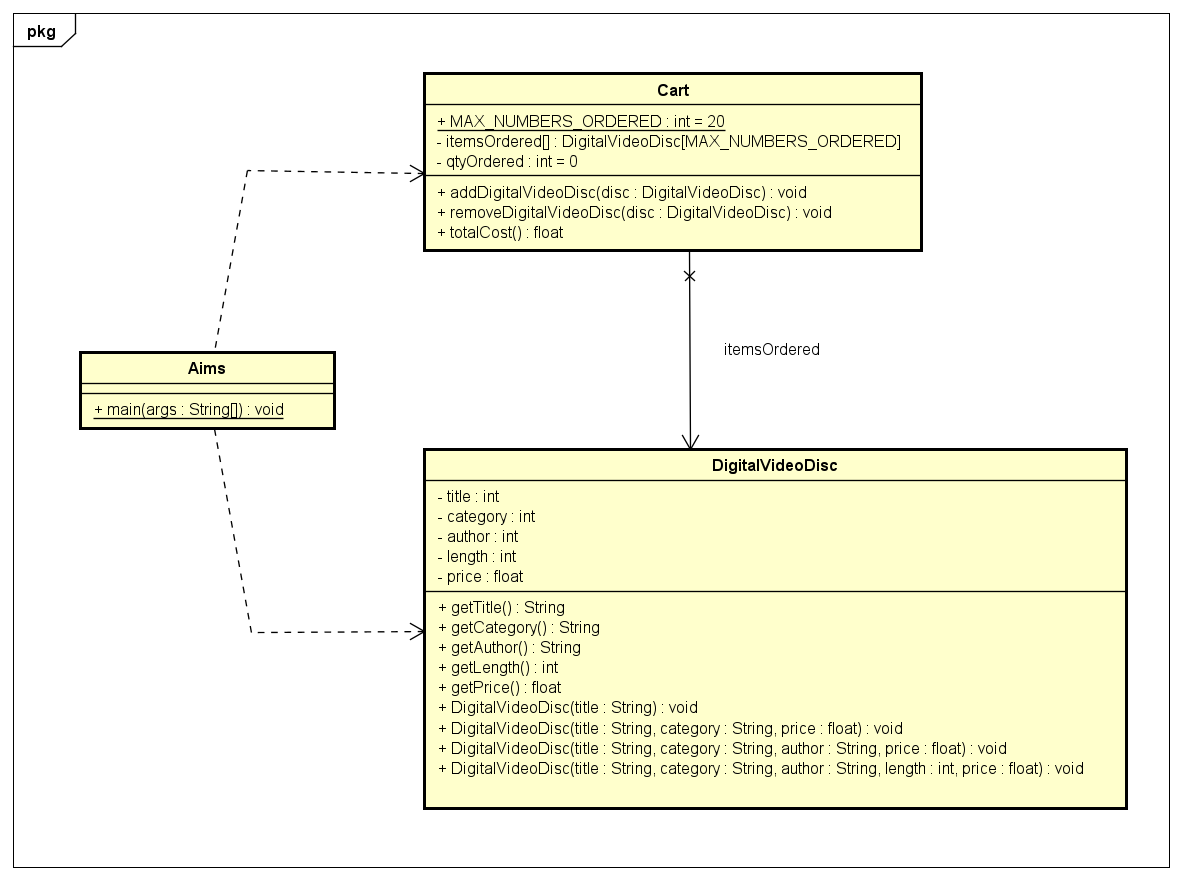 pkg
Cart
+ MAX_NUMBERS_ORDERED : int = 20
- itemsOrdered[] : DigitalVideoDisc[MAX_NUMBERS_ORDERED]
- qtyOrdered : int = 0
+ addDigitalVideoDisc(disc : DigitalVideoDisc) : void
+ removeDigitalVideoDisc(disc : DigitalVideoDisc) : void
+ totalCost() : float
itemsOrdered
Aims
+ main(args : String[]) : void
DigitalVideoDisc
- title : int
- category : int
- author : int
- length : int
- price : float
+ getTitle() : String
+ getCategory() : String
+ getAuthor() : String
+ getLength() : int
+ getPrice() : float
+ DigitalVideoDisc(title : String) : void
+ DigitalVideoDisc(title : String, category : String, price : float) : void
+ DigitalVideoDisc(title : String, category : String, author : String, price : float) : void
+ DigitalVideoDisc(title : String, category : String, author : String, length : int, price : float) : void